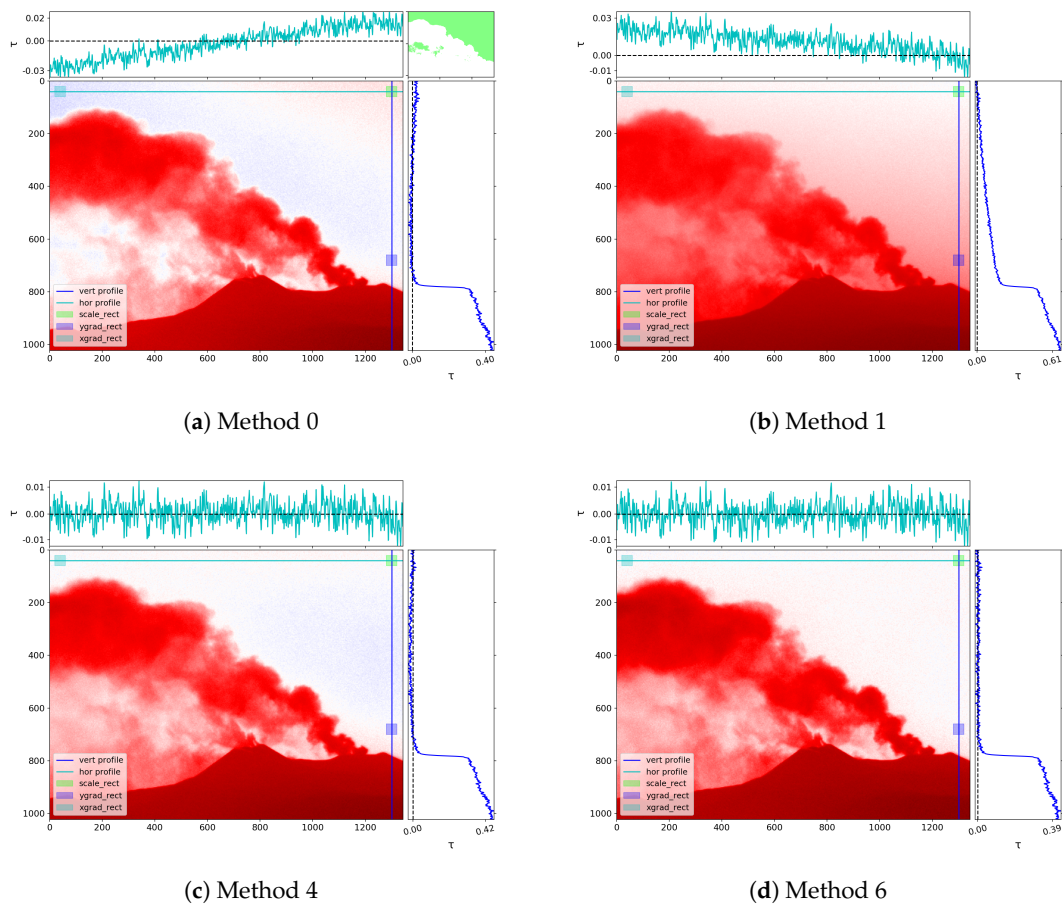 0.02
τ
0.00
-0.03
0
200
400
600
800
1000
vert profile
hor profile
scale_rect
ygrad_rect
xgrad_rect
0 200 400 600 800 1000 1200
0.00 0.40
τ
(a) Method 0
0.03
τ
0.00
-0.01
0
200
400
600
800
1000
vert profile
hor profile
scale_rect
ygrad_rect
xgrad_rect
0 200 400 600 800 1000 1200
0.00 0.61
τ
(b) Method 1
0.01
τ
0.00
-0.01
0
200
400
600
800
1000
vert profile
hor profile
scale_rect
ygrad_rect
xgrad_rect
0 200 400 600 800 1000 1200
0.00 0.42
τ
(c) Method 4
0.01
τ
0.00
-0.01
0
200
400
600
800
1000
vert profile
hor profile
scale_rect
ygrad_rect
xgrad_rect
0 200 400 600 800 1000 1200
0.00 0.39
τ
(d) Method 6